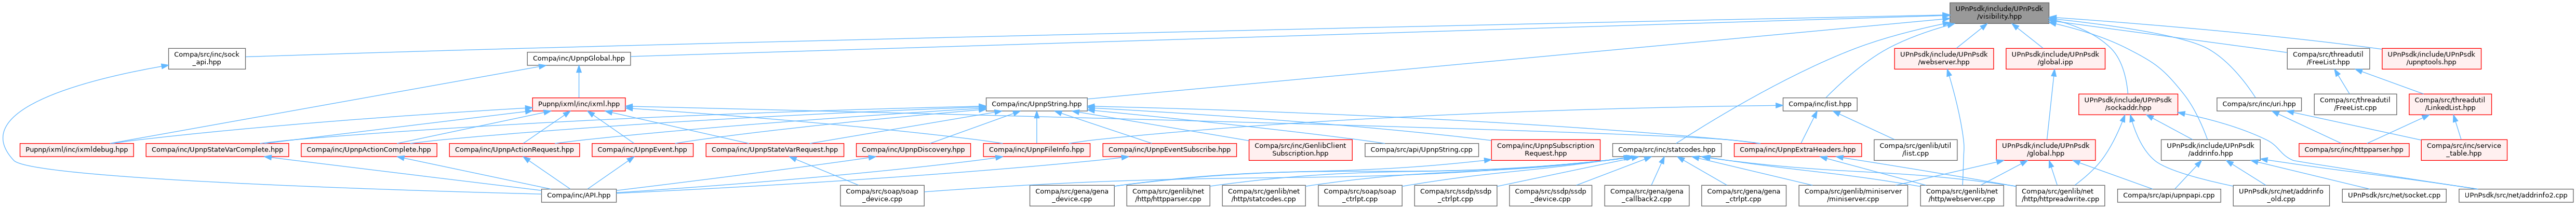 UPnPsdk/include/UPnPsdk
/visibility.hpp
Compa/src/inc/sock
_api.hpp
Compa/inc/UpnpGlobal.hpp
UPnPsdk/include/UPnPsdk
/webserver.hpp
UPnPsdk/include/UPnPsdk
/global.ipp
Compa/src/threadutil
/FreeList.hpp
UPnPsdk/include/UPnPsdk
/upnptools.hpp
Pupnp/ixml/inc/ixml.hpp
Compa/inc/UpnpString.hpp
Compa/inc/list.hpp
UPnPsdk/include/UPnPsdk
/sockaddr.hpp
Compa/src/inc/uri.hpp
Compa/src/threadutil
/FreeList.cpp
Compa/src/threadutil
/LinkedList.hpp
Pupnp/ixml/inc/ixmldebug.hpp
Compa/inc/UpnpStateVarComplete.hpp
Compa/inc/UpnpActionComplete.hpp
Compa/inc/UpnpActionRequest.hpp
Compa/inc/UpnpEvent.hpp
Compa/inc/UpnpStateVarRequest.hpp
Compa/inc/UpnpDiscovery.hpp
Compa/inc/UpnpFileInfo.hpp
Compa/inc/UpnpEventSubscribe.hpp
Compa/src/inc/GenlibClient
Subscription.hpp
Compa/src/api/UpnpString.cpp
Compa/inc/UpnpSubscription
Request.hpp
Compa/src/inc/statcodes.hpp
Compa/inc/UpnpExtraHeaders.hpp
Compa/src/genlib/util
/list.cpp
UPnPsdk/include/UPnPsdk
/global.hpp
UPnPsdk/include/UPnPsdk
/addrinfo.hpp
Compa/src/inc/httpparser.hpp
Compa/src/inc/service
_table.hpp
Compa/inc/API.hpp
Compa/src/soap/soap
_device.cpp
Compa/src/gena/gena
_device.cpp
Compa/src/genlib/net
/http/httpparser.cpp
Compa/src/genlib/net
/http/statcodes.cpp
Compa/src/soap/soap
_ctrlpt.cpp
Compa/src/ssdp/ssdp
_ctrlpt.cpp
Compa/src/ssdp/ssdp
_device.cpp
Compa/src/gena/gena
_callback2.cpp
Compa/src/gena/gena
_ctrlpt.cpp
Compa/src/genlib/miniserver
/miniserver.cpp
Compa/src/genlib/net
/http/webserver.cpp
Compa/src/genlib/net
/http/httpreadwrite.cpp
Compa/src/api/upnpapi.cpp
UPnPsdk/src/net/addrinfo
_old.cpp
UPnPsdk/src/net/socket.cpp
UPnPsdk/src/net/addrinfo2.cpp